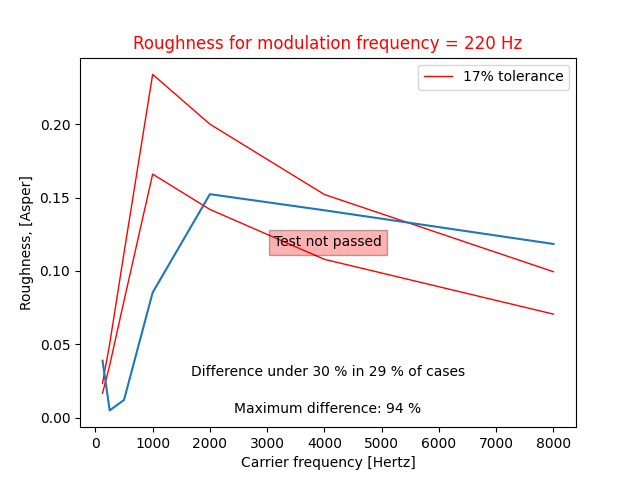 Roughness for modulation frequency = 220 Hz
17% tolerance
Roughness, [Asper]
0.20
0.15
0.10
0.05
0.00
Test not passed
Difference under 30 % in 29 % of cases
Maximum difference: 94 %
0 1000 2000 3000 4000 5000 6000 7000 8000
Carrier frequency [Hertz]